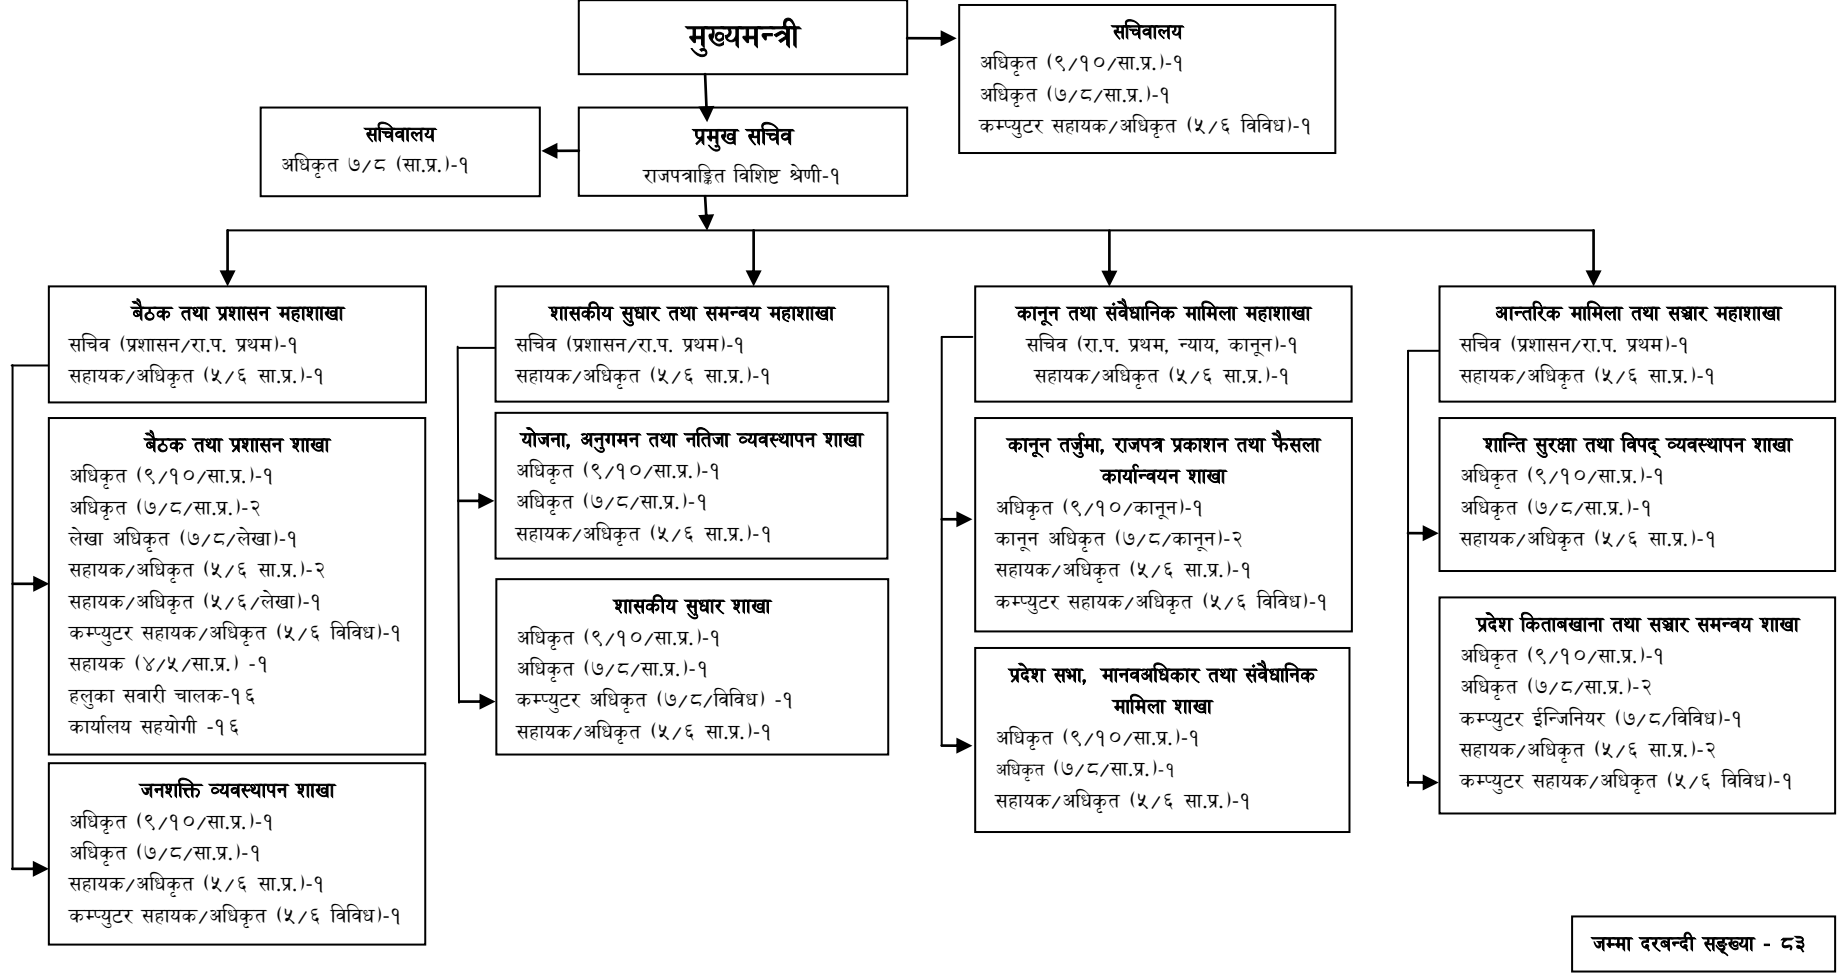 मुख्यमन्त्री
सचिवालय
अधिकृत (९/१०/सा.प्र.)-१
अधिकृत (७/८/सा.प्र.)-१
कम्प्युटर सहायक/अधिकृत (५/६ विविध)-१
सचिवालय
अधिकृत ७/८ (सा.प्र.)-१
प्रमुख सचिव
राजपत्राङ्कित विशिष्ट श्रेणी-१
बैठक तथा प्रशासन महाशाखा
सचिव (प्रशासन/रा.प. प्रथम)-१
सहायक/अधिकृत (५/६ सा.प्र.)-१
बैठक तथा प्रशासन शाखा
अधिकृत (९/१०/सा.प्र.)-१
अधिकृत (७/८/सा.प्र.)-२
लेखा अधिकृत (७/८/लेखा)-१
सहायक/अधिकृत (५/६ सा.प्र.)-२
सहायक/अधिकृत (५/६/लेखा)-१
कम्प्युटर सहायक/अधिकृत (५/६ विविध)-१
सहायक (४/५/सा.प्र.) -१
हलुका सवारी चालक-१६
कार्यालय सहयोगी -१६
जनशक्ति व्यवस्थापन शाखा
अधिकृत (९/१०/सा.प्र.)-१
अधिकृत (७/८/सा.प्र.)-१
सहायक/अधिकृत (५/६ सा.प्र.)-१
कम्प्युटर सहायक/अधिकृत (५/६ विविध)-१
शासकीय सुधार तथा समन्वय महाशाखा
सचिव (प्रशासन/रा.प. प्रथम)-१
सहायक/अधिकृत (५/६ सा.प्र.)-१
योजना, अनुगमन तथा नतिजा व्यवस्थापन शाखा
अधिकृत (९/१०/सा.प्र.)-१
अधिकृत (७/८/सा.प्र.)-१
सहायक/अधिकृत (५/६ सा.प्र.)-१
शासकीय सुधार शाखा
अधिकृत (९/१०/सा.प्र.)-१
अधिकृत (७/८/सा.प्र.)-१
कम्प्युटर अधिकृत (७/८/विविध) -१
सहायक/अधिकृत (५/६ सा.प्र.)-१
कानून तथा संवैधानिक मामिला महाशाखा
सचिव (रा.प. प्रथम, न्याय, कानून)-१
सहायक/अधिकृत (५/६ सा.प्र.)-१
कानून तर्जुमा, राजपत्र प्रकाशन तथा फैसला
कार्यान्वयन शाखा
अधिकृत (९/१०/कानून)-१
कानून अधिकृत (७/८/कानून)-२
सहायक/अधिकृत (५/६ सा.प्र.)-१
कम्प्युटर सहायक/अधिकृत (५/६ विविध)-१
प्रदेश सभा, मानवअधिकार तथा संवैधानिक
मामिला शाखा
अधिकृत (९/१०/सा.प्र.)-१
अधिकृत (७/८/सा.प्र.)-१
सहायक/अधिकृत (५/६ सा.प्र.)-१
आन्तरिक मामिला तथा सञ्चार महाशाखा
सचिव (प्रशासन/रा.प. प्रथम)-१
सहायक/अधिकृत (५/६ सा.प्र.)-१
शान्ति सुरक्षा तथा विपद् व्यवस्थापन शाखा
अधिकृत (९/१०/सा.प्र.)-१
अधिकृत (७/८/सा.प्र.)-१
सहायक/अधिकृत (५/६ सा.प्र.)-१
प्रदेश किताबखाना तथा सञ्चार समन्वय शाखा
अधिकृत (९/१०/सा.प्र.)-१
अधिकृत (७/८/सा.प्र.)-२
कम्प्युटर ईन्जिनियर (७/८/विविध)-१
सहायक/अधिकृत (५/६ सा.प्र.)-२
कम्प्युटर सहायक/अधिकृत (५/६ विविध)-१
जम्मा दरबन्दी सङ्ख्या - ८३